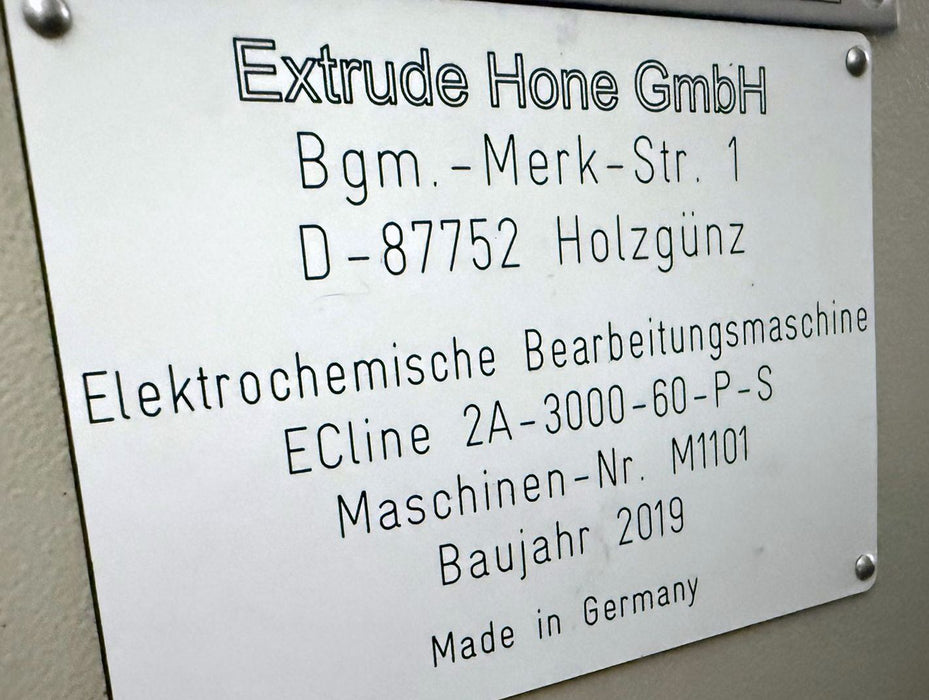 Extrude Hone GmbH
Bgm.-Merk-Str. 1
D-87752 Holzgünz
Elektrochemische Bearbeitungsmaschine
ECline 2A-3000-60-P-S
Maschinen-Nr. M1101
Baujahr 2019
Made in Germany